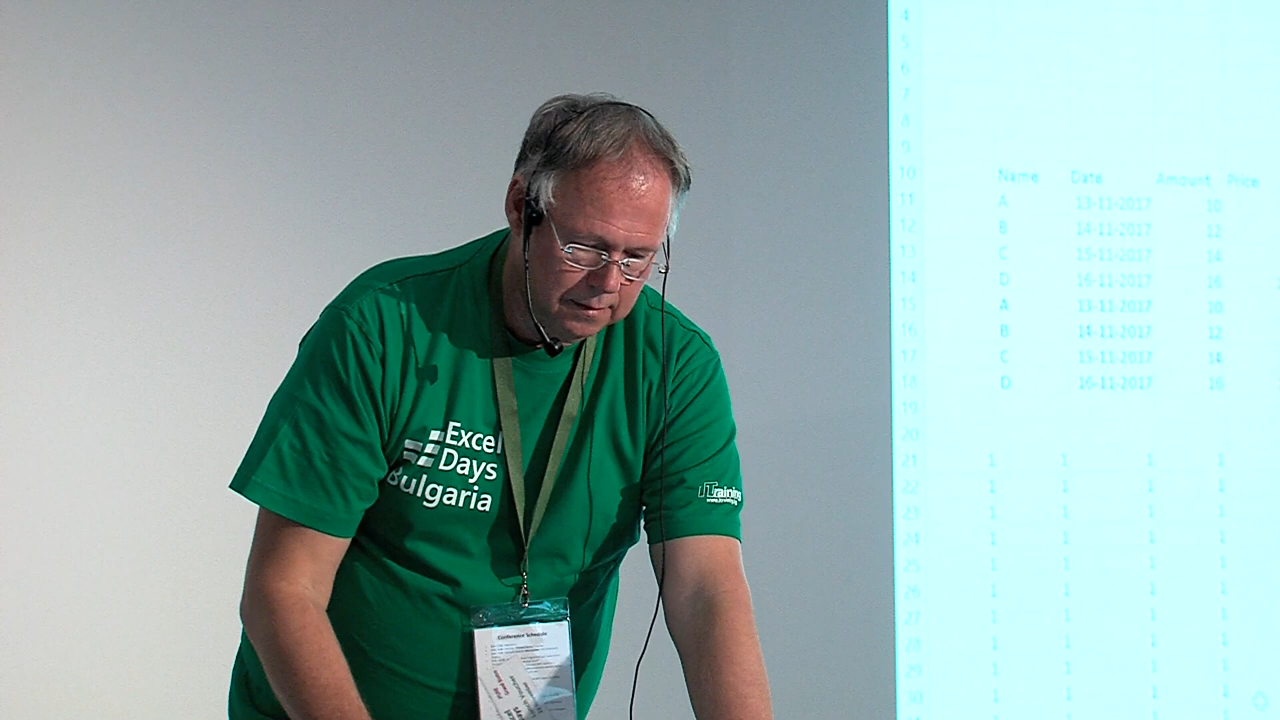 Excel
Days
Bulgaria
ITraining
Conference Schedule
4
5
6
7
8
9
10 Name Date Amount Price
11 A 13-11-2017 10
12 B 14-11-2017 12
13 C 15-11-2017 14
14 D 16-11-2017 16
15 A 13-11-2017 10
16 B 14-11-2017 12
17 C 15-11-2017 14
18 D 16-11-2017 16
19
20
21 1 1 1 1
22 1 1 1 1
23 1 1 1 1
24 1 1 1 1
25 1 1 1 1
26 1 1 1 1
27 1 1 1 1
28 1 1 1 1
29 1 1 1 1
30 1 1 1 1